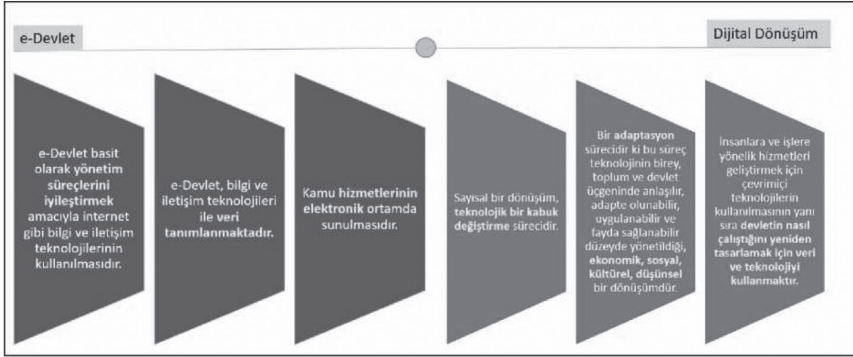 e-Devlet
Dijital Dönüşüm
e-Devlet basit
olarak yönetim
süreçlerini
iyileştirmek
amacıyla internet
gibi bilgi ve iletişim
teknolojilerinin
kullanılmasıdır.
e-Devlet, bilgi ve
iletişim teknolojileri
ile veri
tanımlanmaktadır.
Kamu hizmetlerinin
elektronik ortamda
sunulmasıdır.
Sayısal bir dönüşüm,
teknolojik bir kabuk
değiştirme sürecidir.
Bir adaptasyon
sürecidir ki bu süreç
teknolojinin birey,
toplum ve devlet
üçgeninde anlaşılır,
adapte olunabilir,
uygulanabilir ve
fayda sağlanabilir
düzeyde yönetildiği,
ekonomik, sosyal,
kültürel, düşünsel
bir dönüşümdür.
İnsanlara ve işlere
yönelik hizmetleri
geliştirmek için
çevrimiçi
teknolojilerin
kullanılmasının yanı
sıra devletin nasıl
çalıştığını yeniden
tasarlamak için veri
ve teknolojiyi
kullanmaktır.